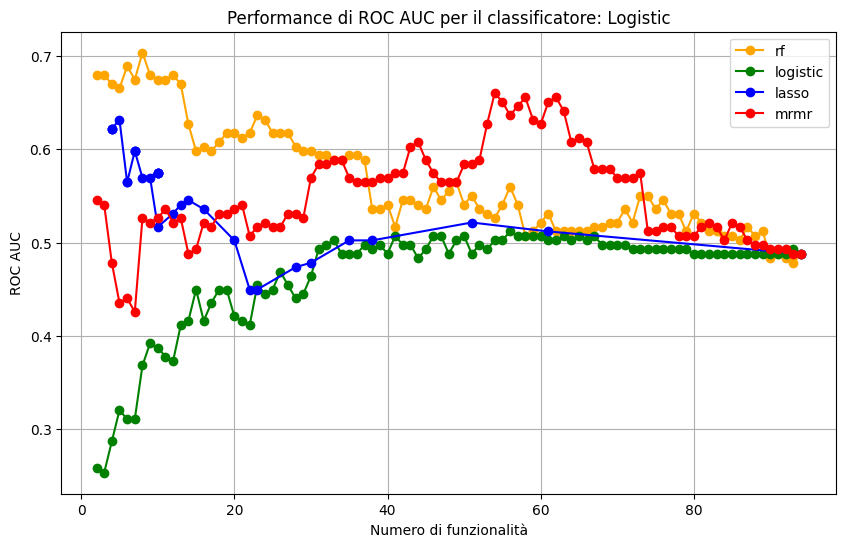 Performance di ROC AUC per il classificatore: Logistic
rf
logistic
lasso
mrmr
ROC AUC
0.7
0.6
0.5
0.4
0.3
0 20 40 60 80
Numero di funzionalità